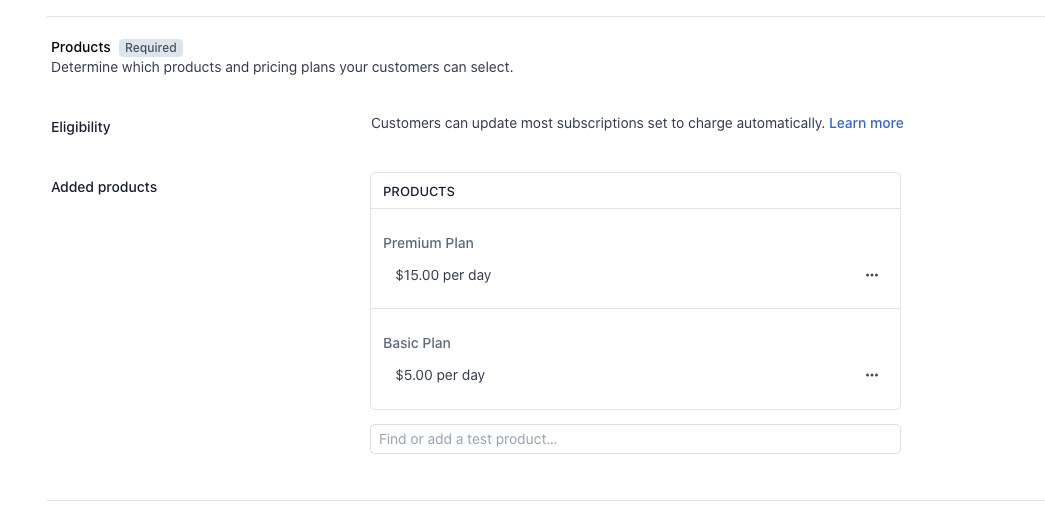 Products Required
Determine which products and pricing plans your customers can select.
Eligibility
Customers can update most subscriptions set to charge automatically. Learn more
Added products
PRODUCTS
Premium Plan
$15.00 per day
Basic Plan
$5.00 per day
Find or add a test product...